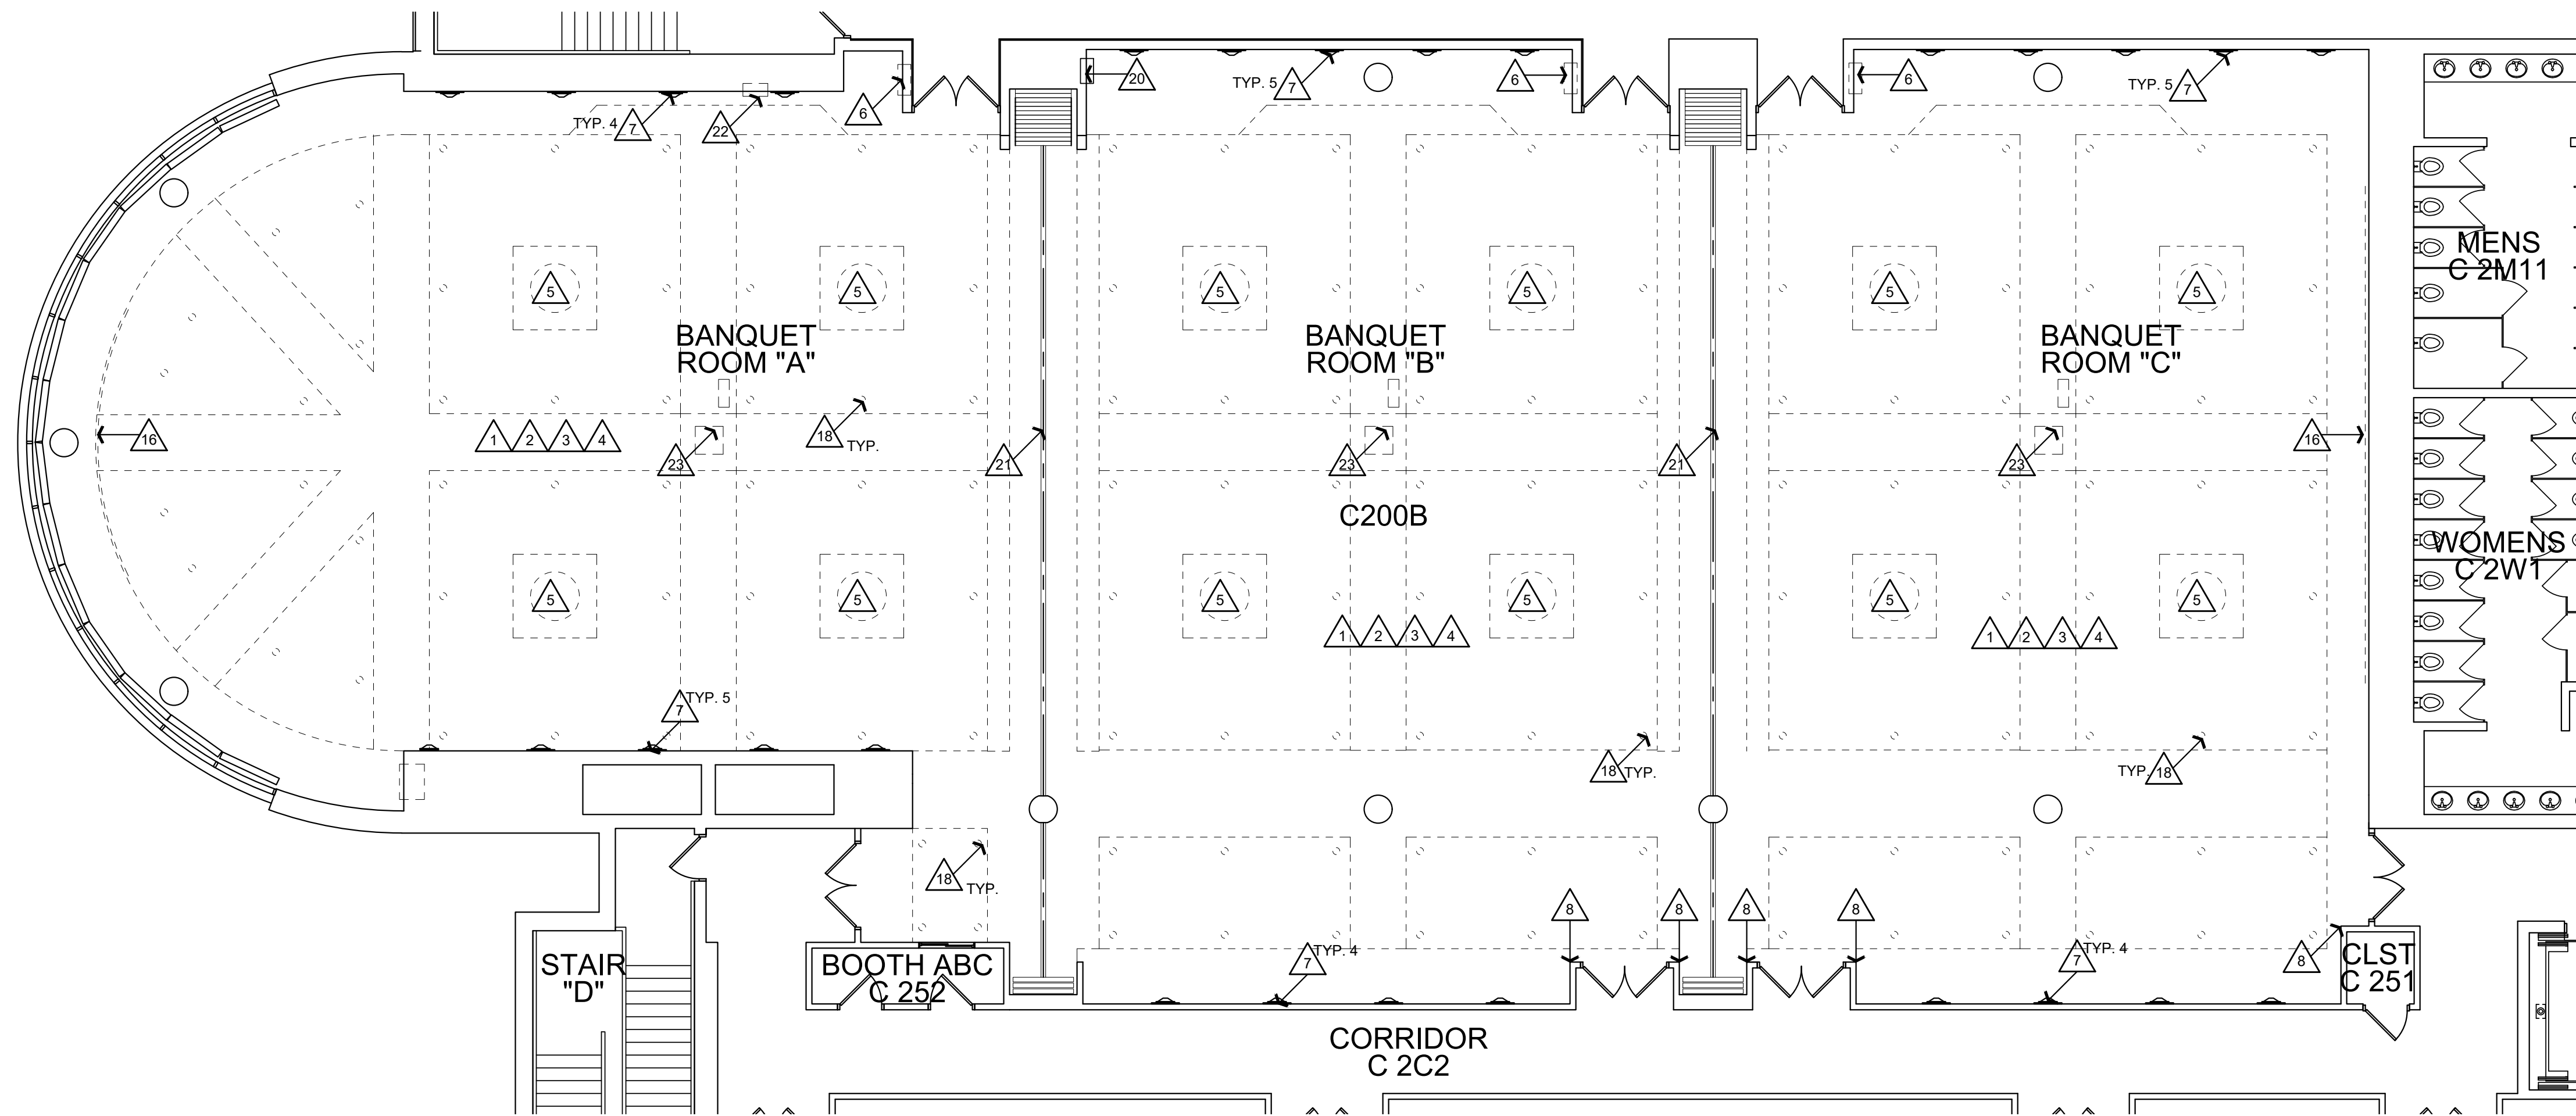 20
6
6
TYP. 5
7
TYP. 5
7
6
TYP. 4
7
22
MENS
C 2M11
5
5
5
5
5
5
BANQUET
ROOM "A"
BANQUET
ROOM "B"
BANQUET
ROOM "C"
16
1 2 3 4
18
TYP.
16
23
21
23
21
23
C200B
WOMENS
C 2W1
5
5
5
5
5
5
1 2 3 4
1 2 3 4
7
TYP. 5
18
TYP.
TYP.
18
18
TYP.
8
8
8
8
7
TYP. 4
7
TYP. 4
8
STAIR
"D"
BOOTH ABC
C 252
CLST
C 251
CORRIDOR
C 2C2